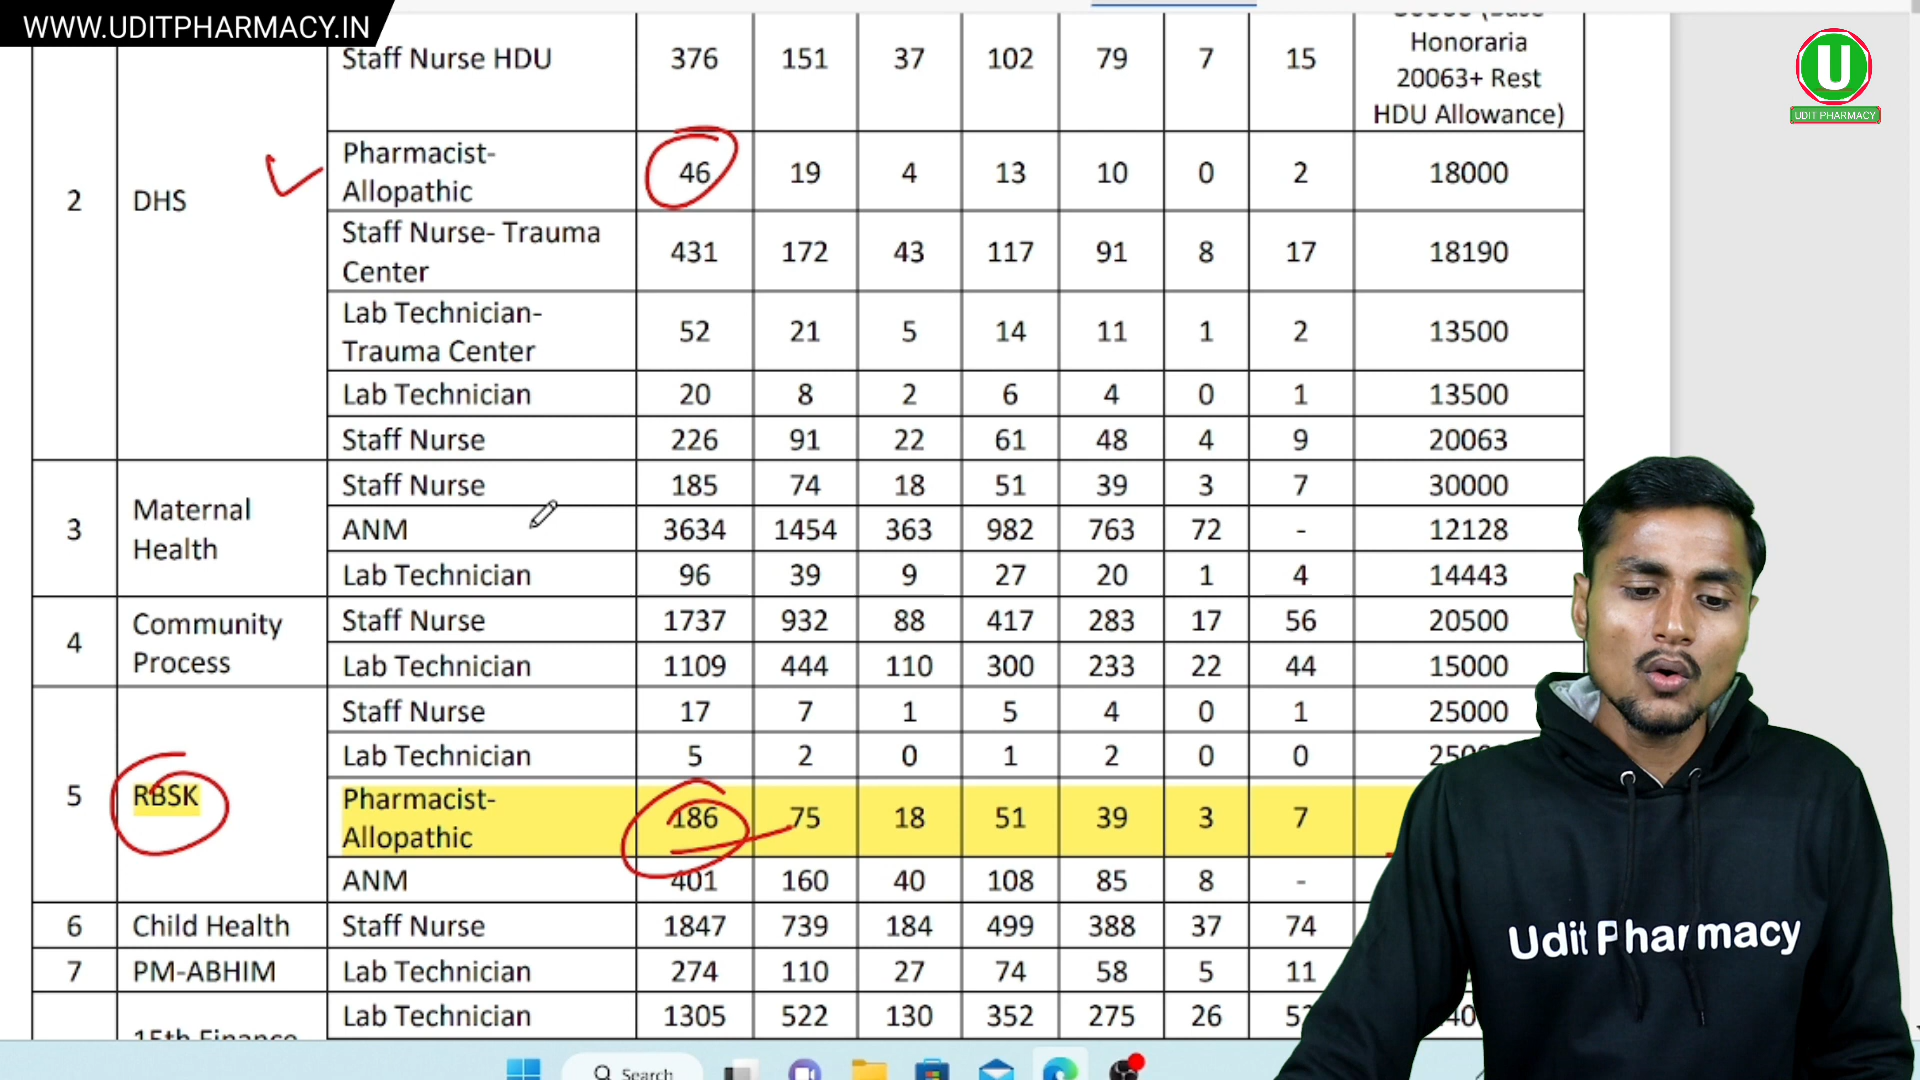 WWW.UDITPHARMACY.IN
U
UDIT PHARMACY
Staff Nurse HDU 376 151 37 102 79 7 15
Honoraria
20063+ Rest
HDU Allowance)
2 DHS
Pharmacist-
Allopathic 46 19 4 13 10 0 2 18000
Staff Nurse- Trauma
Center 431 172 43 117 91 8 17 18190
Lab Technician-
Trauma Center 52 21 5 14 11 1 2 13500
Lab Technician 20 8 2 6 4 0 1 13500
Staff Nurse 226 91 22 61 48 4 9 20063
3 Maternal
Health
Staff Nurse 185 74 18 51 39 3 7 30000
ANM 3634 1454 363 982 763 72 - 12128
Lab Technician 96 39 9 27 20 1 4 14443
4 Community
Process
Staff Nurse 1737 932 88 417 283 17 56 20500
Lab Technician 1109 444 110 300 233 22 44 15000
5 RBSK
Staff Nurse 17 7 1 5 4 0 1 25000
Lab Technician 5 2 0 1 2 0 0
Pharmacist-
Allopathic 186 75 18 51 39 3 7
ANM 401 160 40 108 85 8 -
6 Child Health Staff Nurse 1847 739 184 499 388 37 74
7 PM-ABHIM Lab Technician 274 110 27 74 58 5 11
Lab Technician 1305 522 130 352 275 26
15th Finance
Udit Pharmacy
Search